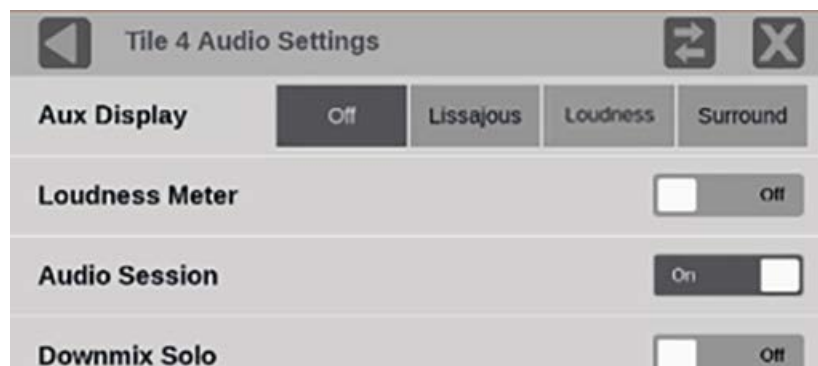 Tile 4 Audio Settings
Aux Display Off Lissajous Loudness Surround
Loudness Meter Off
Audio Session On
Downmix Solo Off